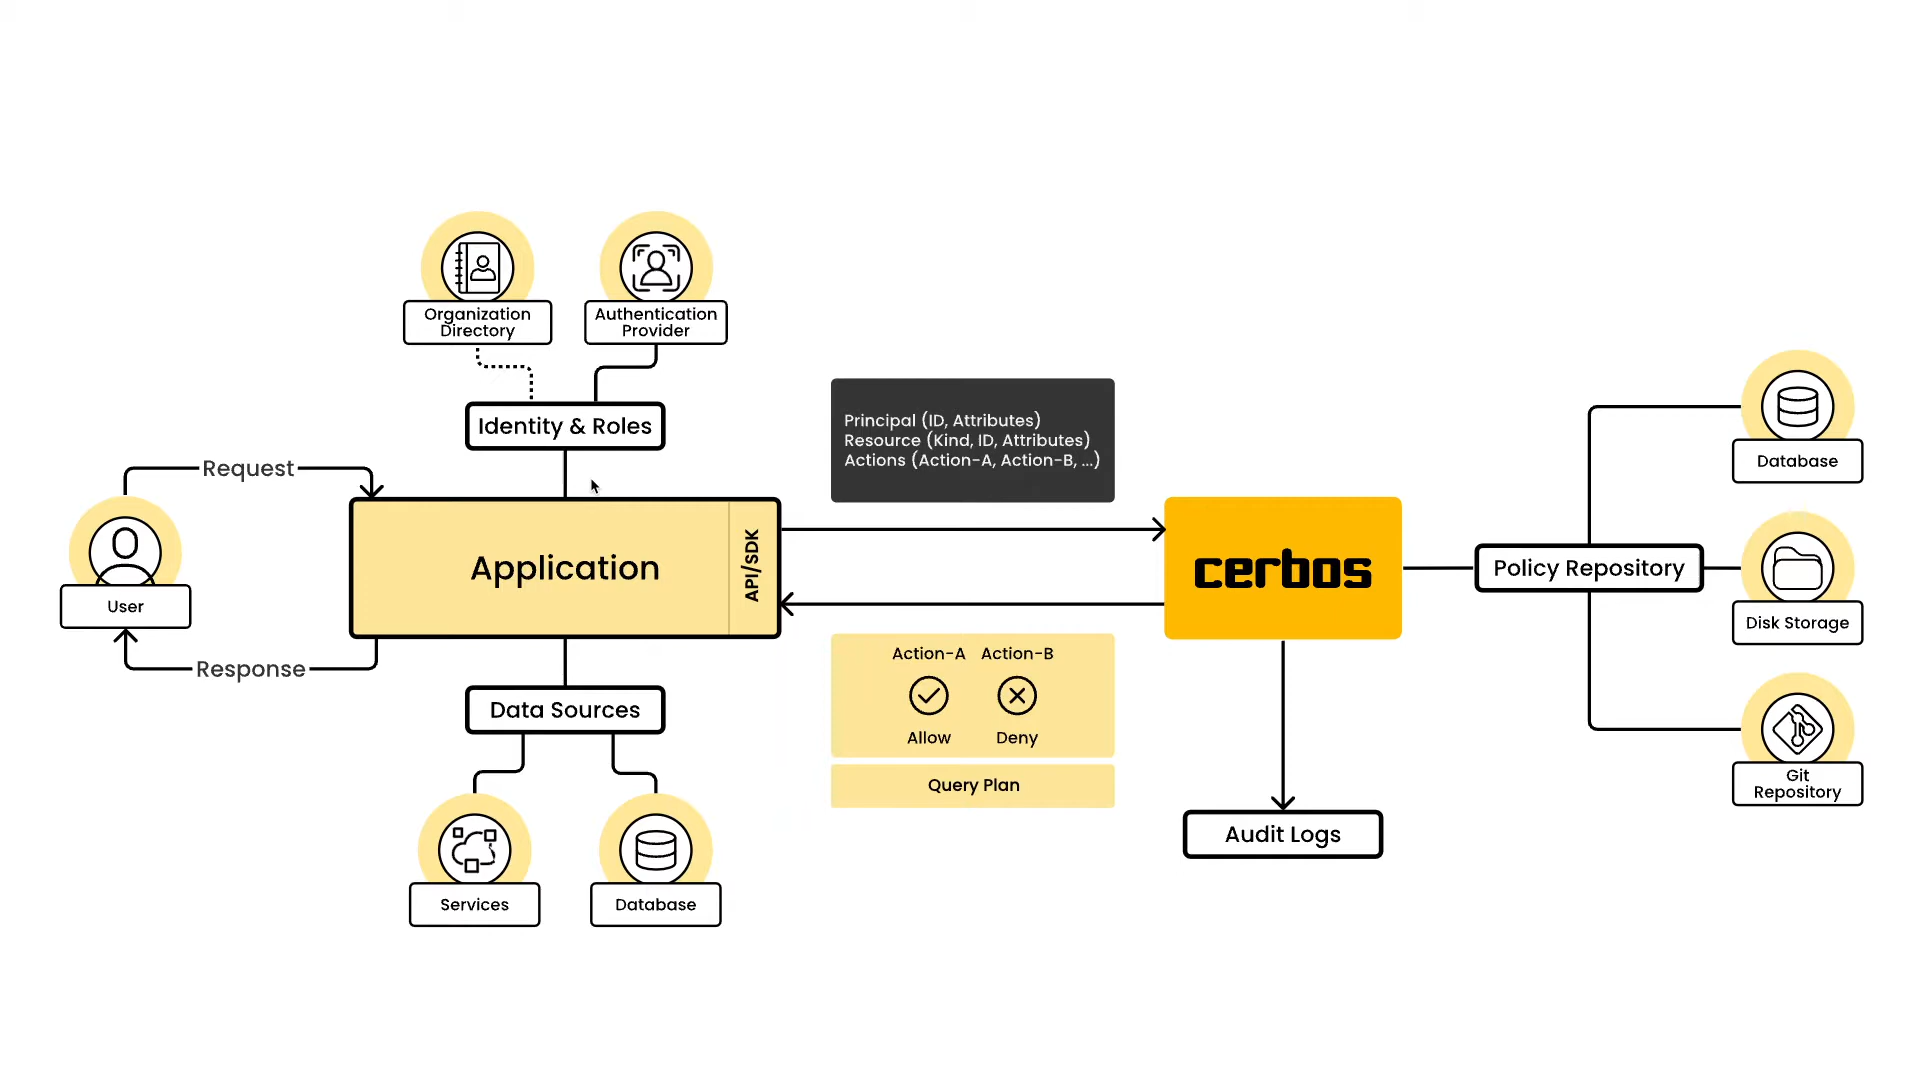 Organization
Directory
Authentication
Provider
Identity & Roles
Request
User
Response
Application
API/SDK
Data Sources
Services
Database
Principal (ID, Attributes)
Resource (Kind, ID, Attributes)
Actions (Action-A, Action-B, ...)
Action-A Action-B
Allow Deny
Query Plan
cerbos
Audit Logs
Policy Repository
Database
Disk Storage
Git
Repository